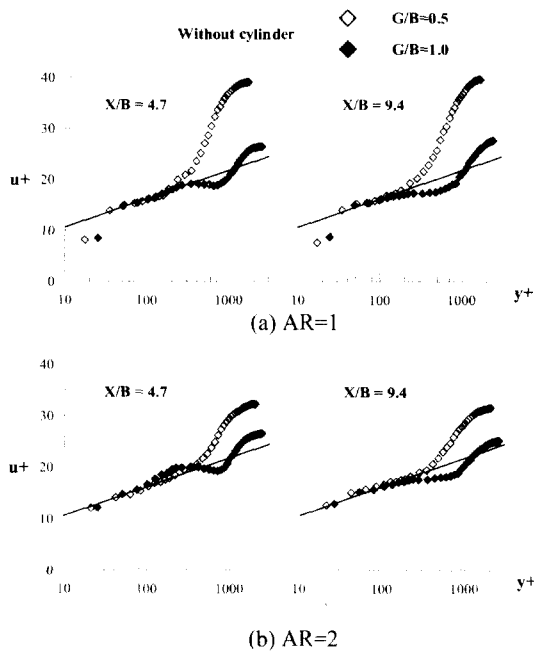 Without cylinder
G/B=0.5
G/B=1.0
40
X/B = 4.7
X/B = 9.4
30
u+
20
10
0
10 100 1000
10 100 1000
y+
(a) AR=1
40
X/B = 4.7
X/B = 9.4
30
u+
20
10
0
10 100 1000
10 100 1000
y+
(b) AR=2